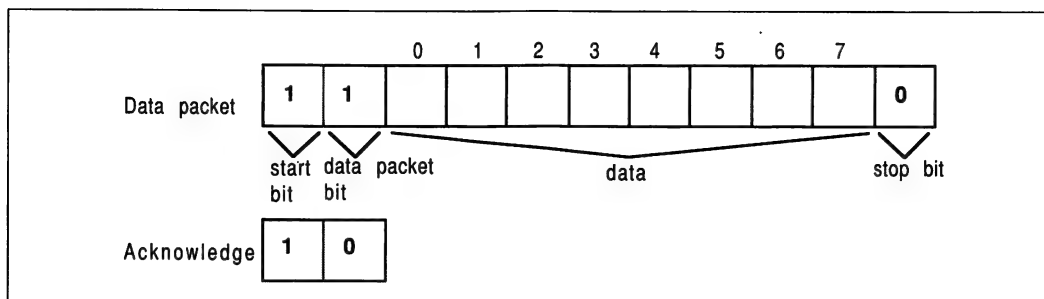 0 1 2 3 4 5 6 7
Data packet 1 1 0
start data packet data stop bit
bit bit
Acknowledge 1 0